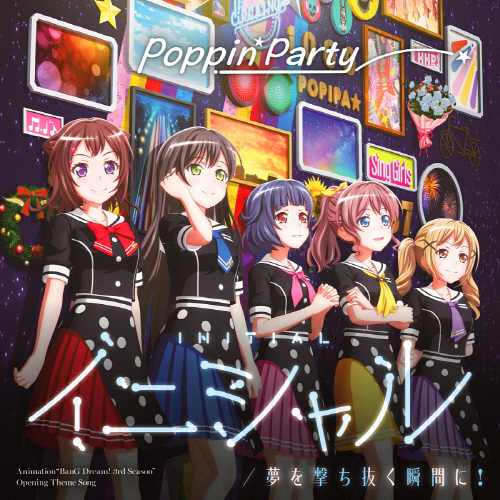 Poppin'Party
POPIPA★
HHP!
Sing Girls
INITIAL
イニシャル
/夢を撃ち抜く瞬間に!
Animation"BanG Dream! 3rd Season"
Opening Theme Song